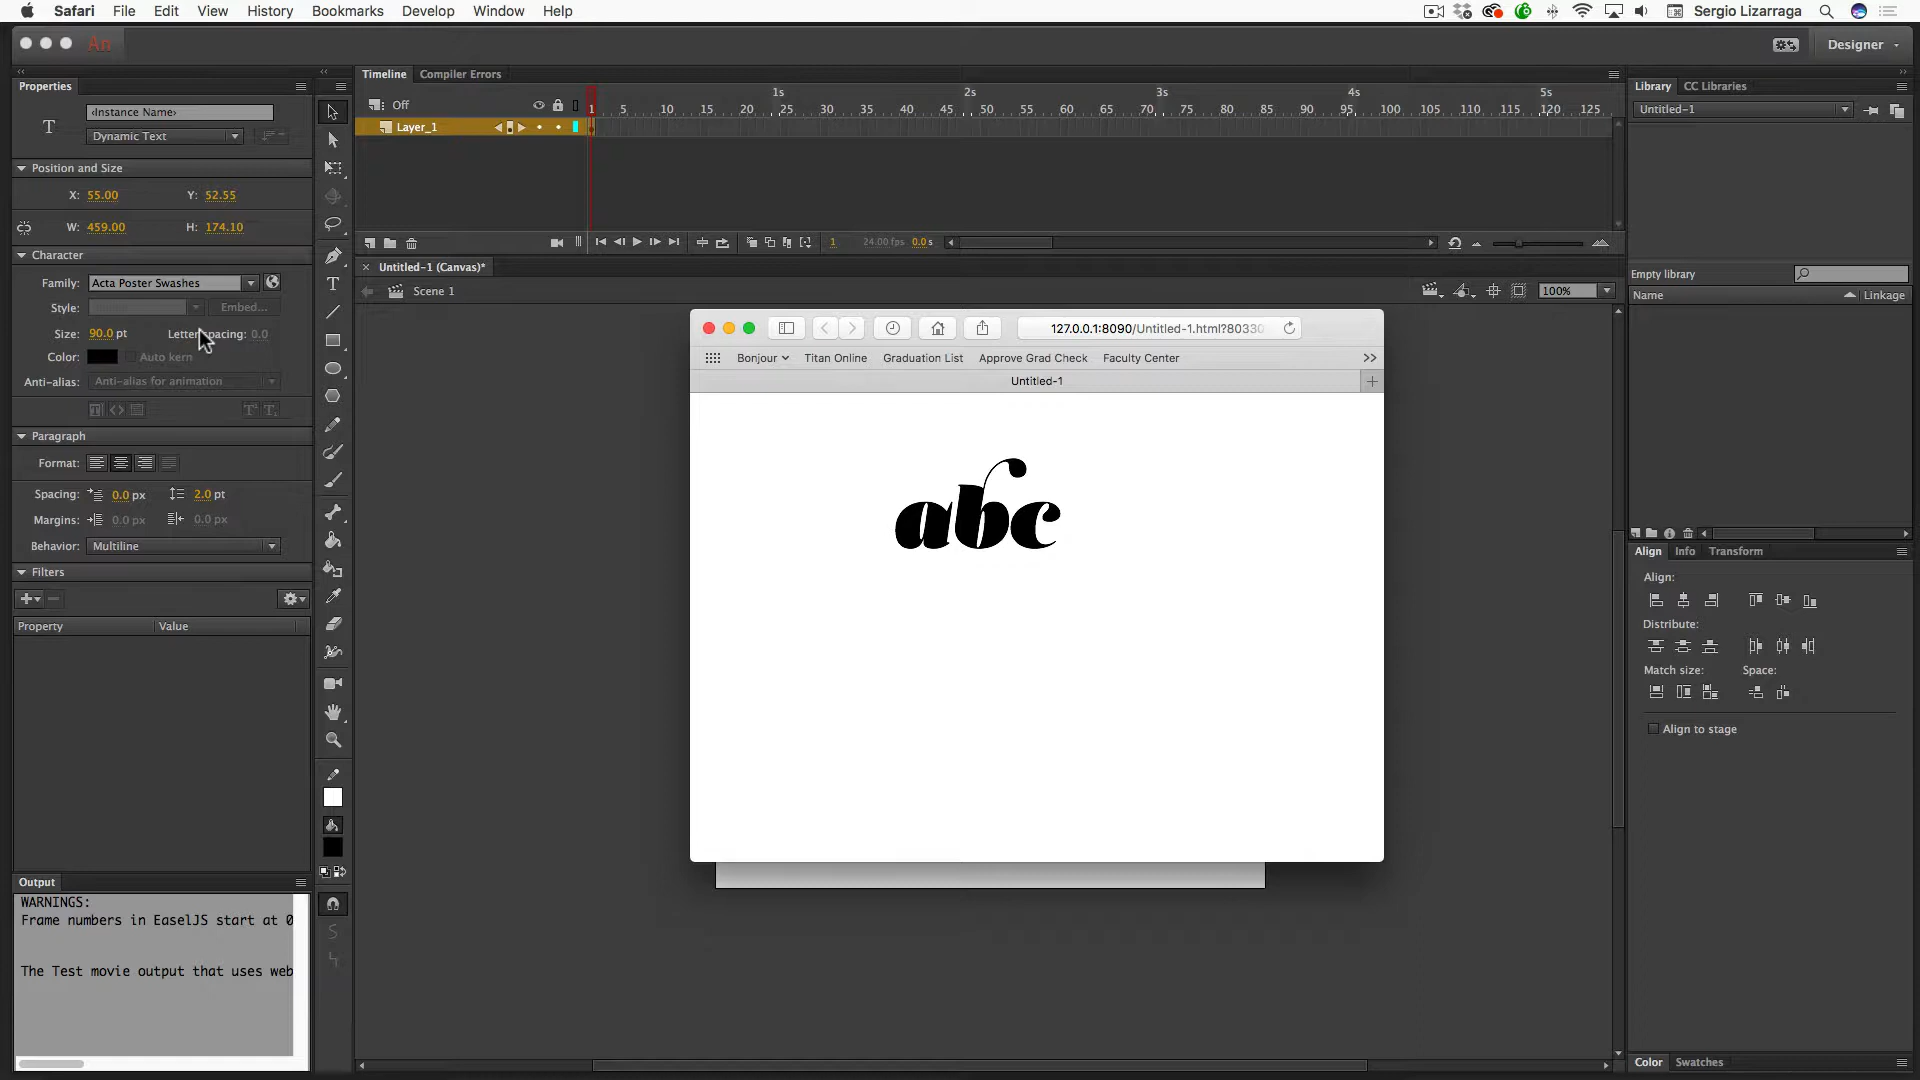 Safari File Edit View History Bookmarks Develop Window Help Sergio Lizarraga
An Designer
Properties
‹Instance Name›
T Dynamic Text
Position and Size
X: 55.00 Y: 52.55
W: 459.00 H: 174.10
Character
Family: Acta Poster Swashes
Style: Embed...
Size: 90.0 pt Letter spacing: 0.0
Color: Auto kern
Anti-alias: Anti-alias for animation
Paragraph
Format:
Spacing: 0.0 px 2.0 pt
Margins: 0.0 px 0.0 px
Behavior: Multiline
Filters
Property Value
Output
WARNINGS:
Frame numbers in EaselJS start at 0
The Test movie output that uses web
Timeline Compiler Errors
1s 2s 3s 4s 5s
Off 1 5 10 15 20 25 30 35 40 45 50 55 60 65 70 75 80 85 90 95 100 105 110 115 120 125
Layer_1
1 24.00 fps 0.0 s
× Untitled-1 (Canvas)*
Scene 1 100%
127.0.0.1:8090/Untitled-1.html?80330
Bonjour Titan Online Graduation List Approve Grad Check Faculty Center
Untitled-1
abc
Library CC Libraries
Untitled-1
Empty library
Name Linkage
Align Info Transform
Align:
Distribute:
Match size: Space:
Align to stage
Color Swatches